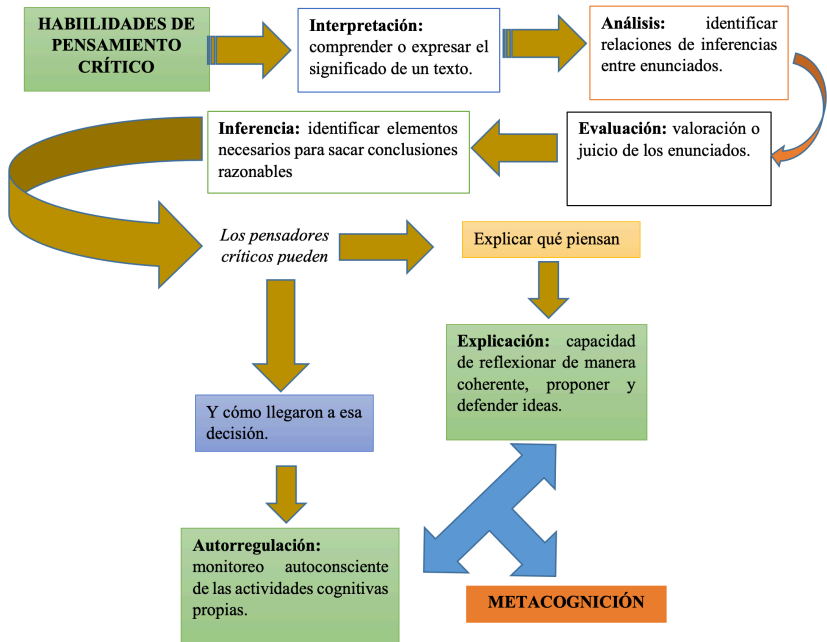 HABIILIDADES DE
PENSAMIENTO
CRÍTICO
Interpretación:
comprender o expresar el
significado de un texto.
Análisis: identificar
relaciones de inferencias
entre enunciados.
Evaluación: valoración o
juicio de los enunciados.
Inferencia: identificar elementos
necesarios para sacar conclusiones
razonables
Los pensadores
críticos pueden
Explicar qué piensan
Explicación: capacidad
de reflexionar de manera
coherente, proponer y
defender ideas.
Y cómo llegaron a esa
decisión.
Autorregulación:
monitoreo autoconsciente
de las actividades cognitivas
propias.
METACOGNICIÓN